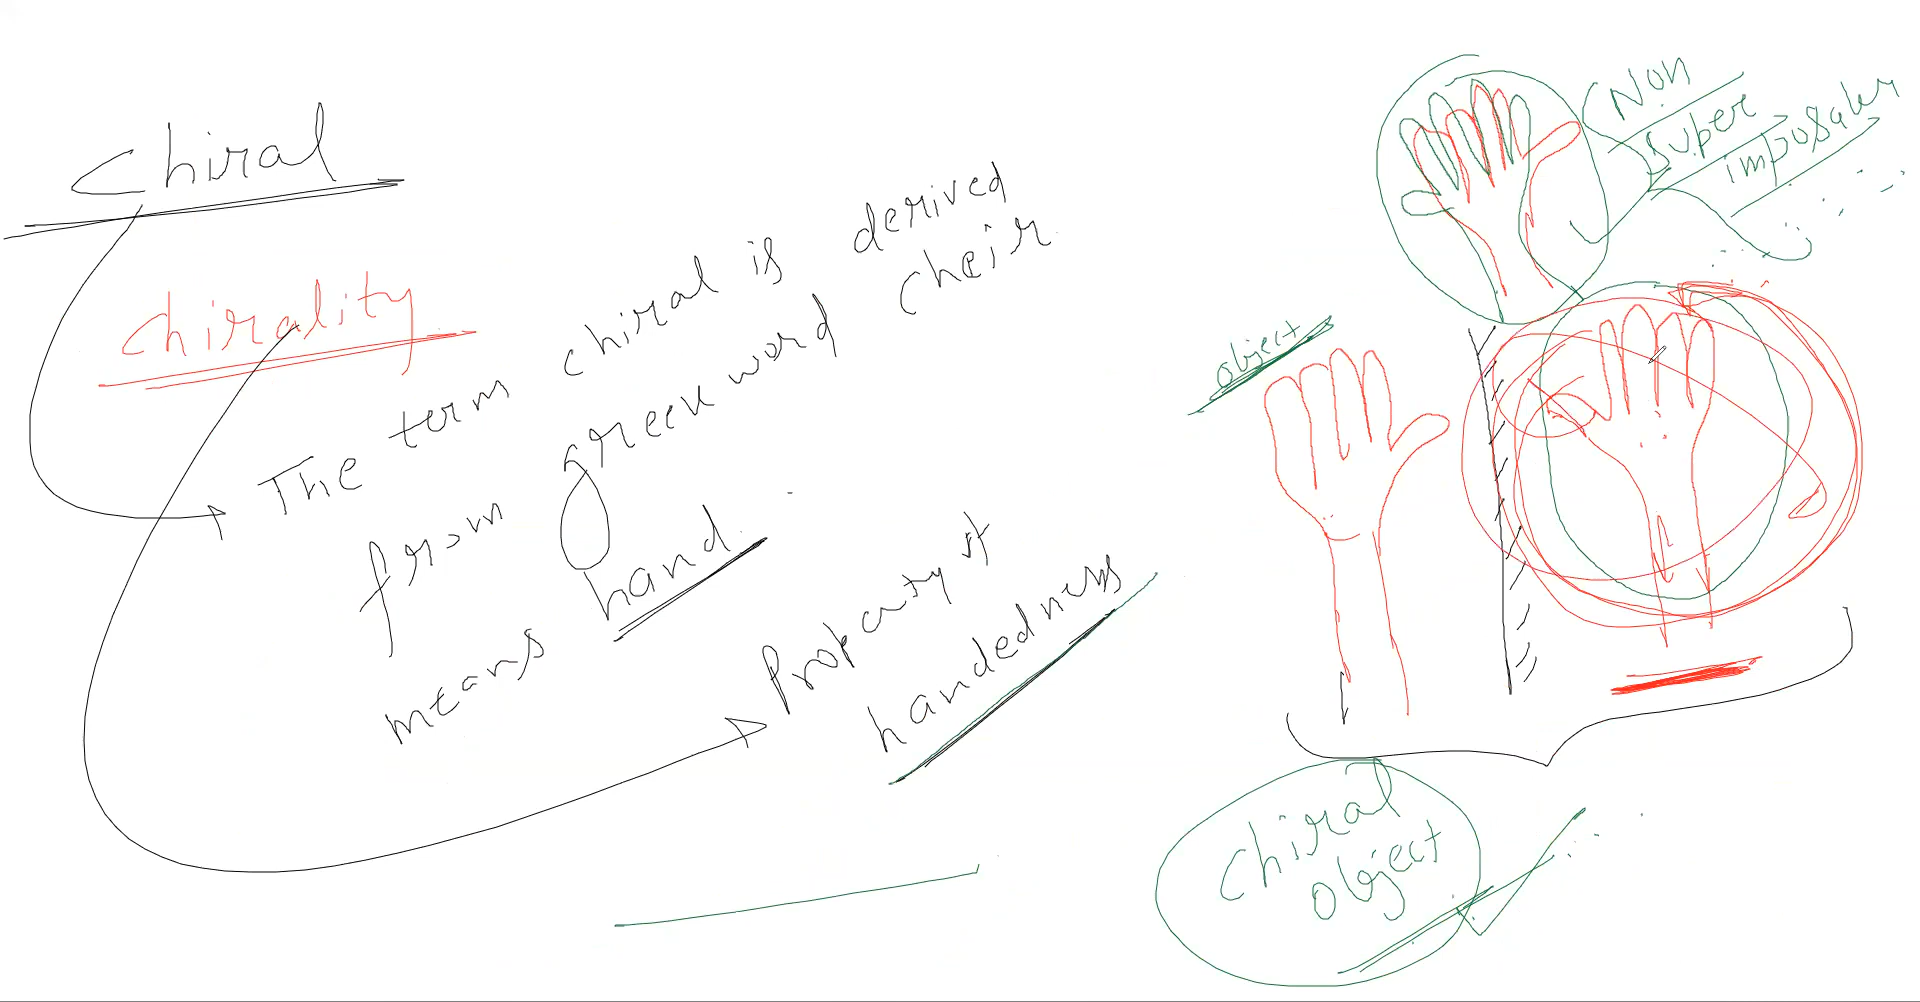 Chiral
Chirality
The term chiral is derived
from greek word cheir
means hand.
Property of
handedness
object
Non
super
imposable
Chiral
object